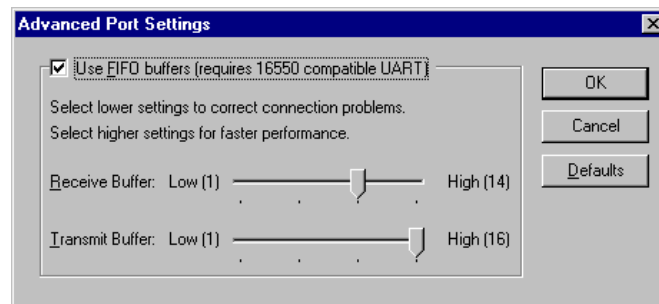 Advanced Port Settings
Use FIFO buffers (requires 16550 compatible UART)
Select lower settings to correct connection problems.
Select higher settings for faster performance.
Receive Buffer: Low (1) High (14)
Transmit Buffer: Low (1) High (16)
OK
Cancel
Defaults